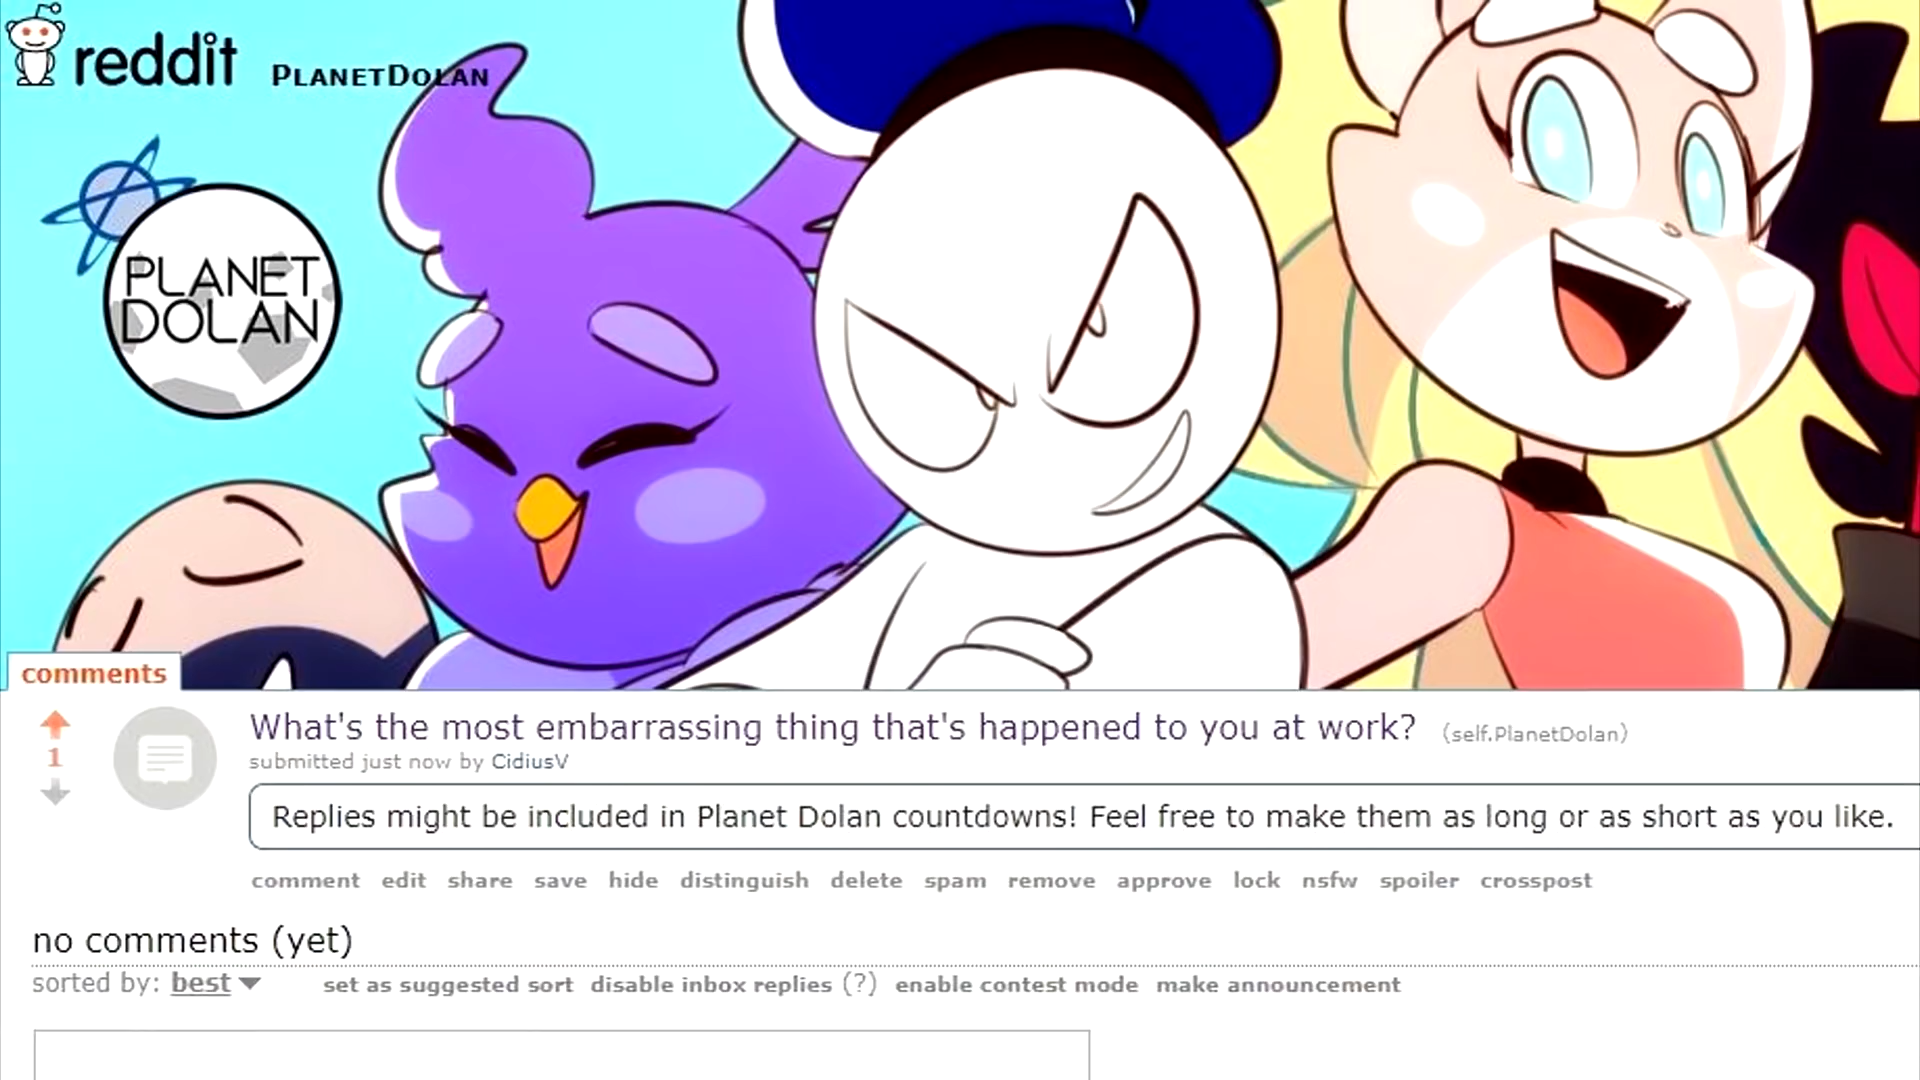 reddit PLANETDOLAN
PLANET
DOLAN
comments
What's the most embarrassing thing that's happened to you at work? (self.PlanetDolan)
1
submitted just now by CidiusV
Replies might be included in Planet Dolan countdowns! Feel free to make them as long or as short as you like.
comment edit share save hide distinguish delete spam remove approve lock nsfw spoiler crosspost
no comments (yet)
sorted by: best set as suggested sort disable inbox replies (?) enable contest mode make announcement